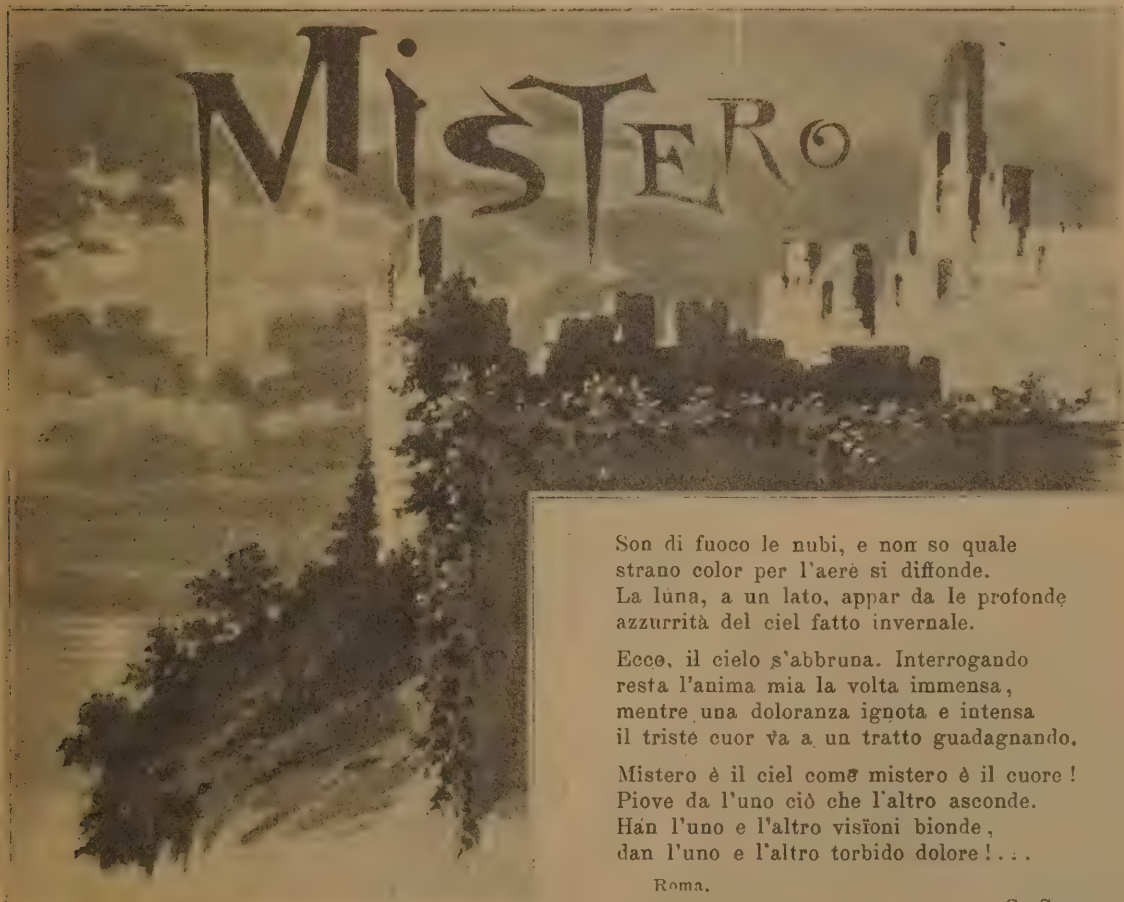 MiSTERO
Son di fuoco le nubi, e non so quale
strano color per l'aere si diffonde.
La luna, a un lato, appar da le profonde
azzurrità del ciel fatto invernale.
Ecco, il cielo s'abbruna. Interrogando
resta l'anima mia la volta immensa,
mentre una doloranza ignota e intensa
il triste cuor va a un tratto guadagnando.
Mistero è il ciel come mistero è il cuore !
Piove da l'uno ciò che l'altro asconde.
Han l'uno e l'altro visïoni bionde,
dan l'uno e l'altro torbido dolore !...
Roma.